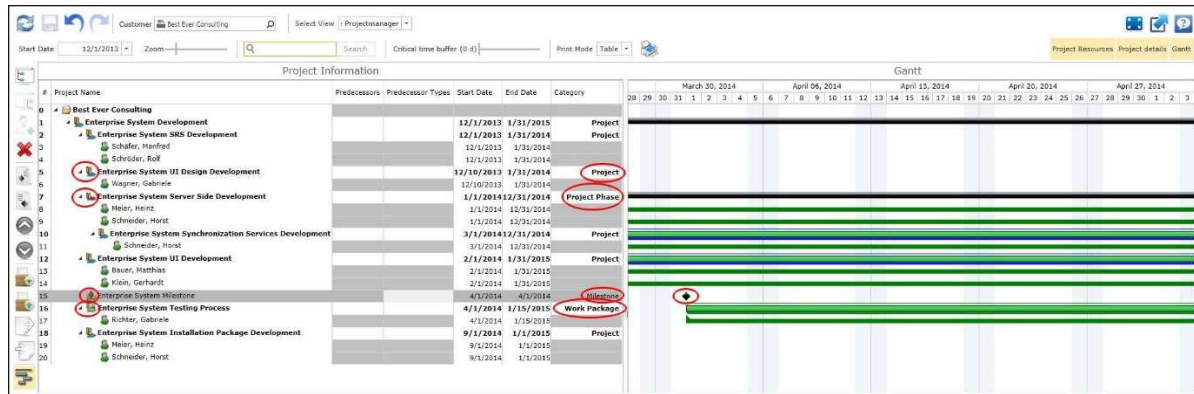 Customer Best Ever Consulting Select View : Projectmanager
Start Date 12/1/2013 Zoom Search Critical time buffer (0 d) Print Mode Table Project Resources Project details Gantt
Project Information Gantt
March 30, 2014 April 06, 2014 April 13, 2014 April 20, 2014 April 27, 2014
# Project Name Predecessors Predecessor Types Start Date End Date Category
28 29 30 31 1 2 3 4 5 6 7 8 9 10 11 12 13 14 15 16 17 18 19 20 21 22 23 24 25 26 27 28 29 30 1 2 3
0 Best Ever Consulting
1 Enterprise System Development 12/1/2013 1/31/2015 Project
2 Enterprise System SRS Development 12/1/2013 1/31/2014 Project
3 Schäfer, Manfred 12/1/2013 1/31/2014
4 Schröder, Rolf 12/1/2013 1/31/2014
5 Enterprise System UI Design Development 12/10/2013 1/31/2014 Project
6 Wagner, Gabriele 12/10/2013 1/31/2014
7 Enterprise System Server Side Development 1/1/2014 12/31/2014 Project Phase
8 Meier, Heinz 1/1/2014 12/31/2014
9 Schneider, Horst 1/1/2014 12/31/2014
10 Enterprise System Synchronization Services Development 3/1/2014 12/31/2014 Project
11 Schneider, Horst 3/1/2014 12/31/2014
12 Enterprise System UI Development 2/1/2014 1/31/2015 Project
13 Bauer, Matthias 2/1/2014 1/31/2015
14 Klein, Gerhardt 2/1/2014 1/31/2015
15 Enterprise System Milestone 4/1/2014 4/1/2014 Milestone
16 Enterprise System Testing Process 4/1/2014 1/15/2015 Work Package
17 Richter, Gabriele 4/1/2014 1/15/2015
18 Enterprise System Installation Package Development 9/1/2014 1/1/2015 Project
19 Meier, Heinz 9/1/2014 1/1/2015
20 Schneider, Horst 9/1/2014 1/1/2015